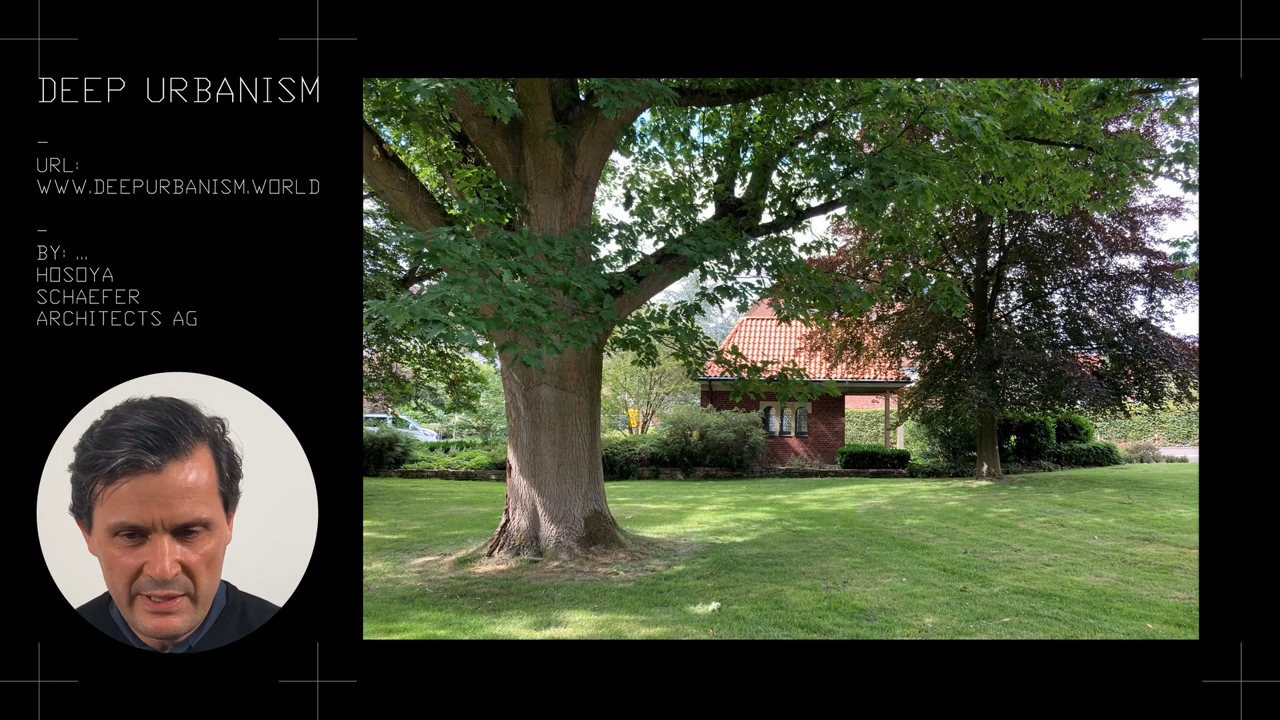 DEEP URBANISM
–
URL:
WWW.DEEPURBANISM.WORLD
–
BY: ...
HOSOYA
SCHAEFER
ARCHITECTS AG